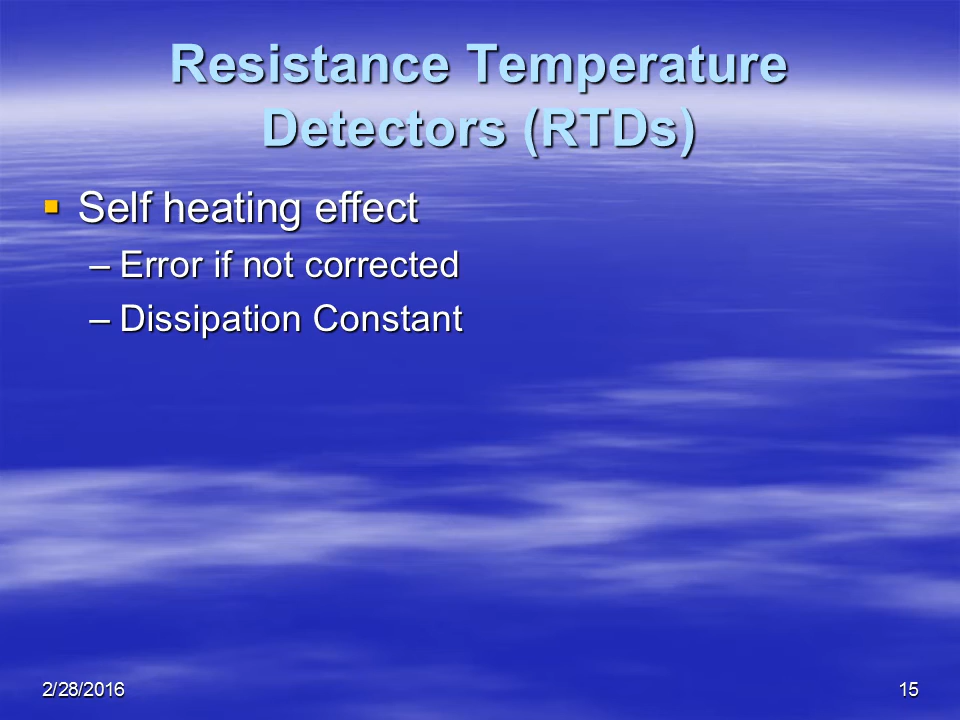 Resistance Temperature
Detectors (RTDs)
▪ Self heating effect
– Error if not corrected
– Dissipation Constant
2/28/2016
15